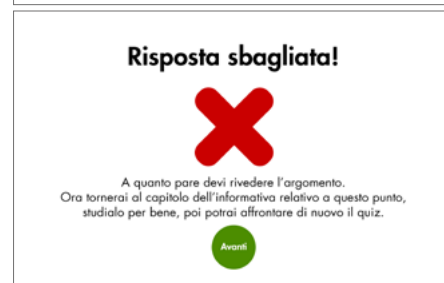 Risposta sbagliata!
A quanto pare devi rivedere l'argomento.
Ora tornerai al capitolo dell'informativa relativo a questo punto,
studialo per bene, poi potrai affrontare di nuovo il quiz.
Avanti